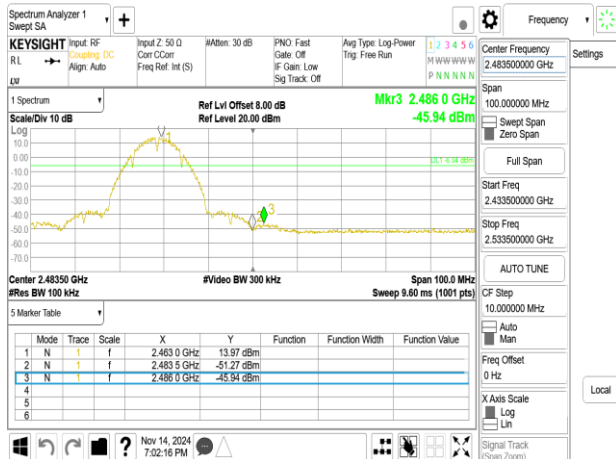 Spectrum Analyzer 1
Swept SA
+
Frequency
KEYSIGHT
RL
Input: RF
Coupling: DC
Align: Auto
Input Z: 50 Ω
Corr CCorr
Freq Ref: Int (S)
#Atten: 30 dB
PNO: Fast
Gate: Off
IF Gain: Low
Sig Track: Off
Avg Type: Log-Power
Trig: Free Run
1 2 3 4 5 6
M W W W W W
P N N N N N
LXI
1 Spectrum
Scale/Div 10 dB
Ref Lvl Offset 8.00 dB
Ref Level 20.00 dBm
Mkr3 2.486 0 GHz
-45.94 dBm
Log
10.0
0.00
-10.0
-20.0
-30.0
-40.0
-50.0
-60.0
-70.0
1
3
DL1 -6.04 dBm
Center 2.48350 GHz
#Res BW 100 kHz
#Video BW 300 kHz
Span 100.0 MHz
Sweep 9.60 ms (1001 pts)
5 Marker Table
Mode Trace Scale X Y Function Function Width Function Value
1 N 1 f 2.463 0 GHz 13.97 dBm
2 N 1 f 2.483 5 GHz -51.27 dBm
3 N 1 f 2.486 0 GHz -45.94 dBm
4
5
6
Nov 14, 2024
7:02:16 PM
?
Center Frequency
2.483500000 GHz
Span
100.000000 MHz
Swept Span
Zero Span
Full Span
Start Freq
2.433500000 GHz
Stop Freq
2.533500000 GHz
AUTO TUNE
CF Step
10.000000 MHz
Auto
Man
Freq Offset
0 Hz
X Axis Scale
Log
Lin
Signal Track
(Span Zoom)
Settings
Local